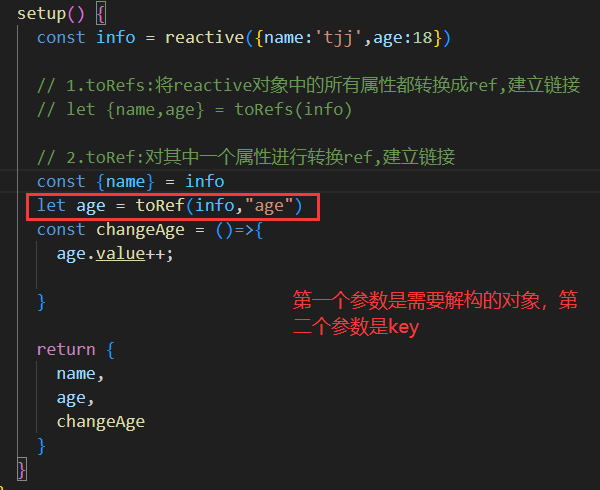 setup() {
const info = reactive({name:'tjj',age:18})
// 1.toRefs:将reactive对象中的所有属性都转换成ref,建立链接
// let {name,age} = toRefs(info)
// 2.toRef:对其中一个属性进行转换ref,建立链接
const {name} = info
let age = toRef(info,"age")
const changeAge = ()=>{
age.value++;
}
第一个参数是需要解构的对象，第
二个参数是key
return {
name,
age,
changeAge
}
}